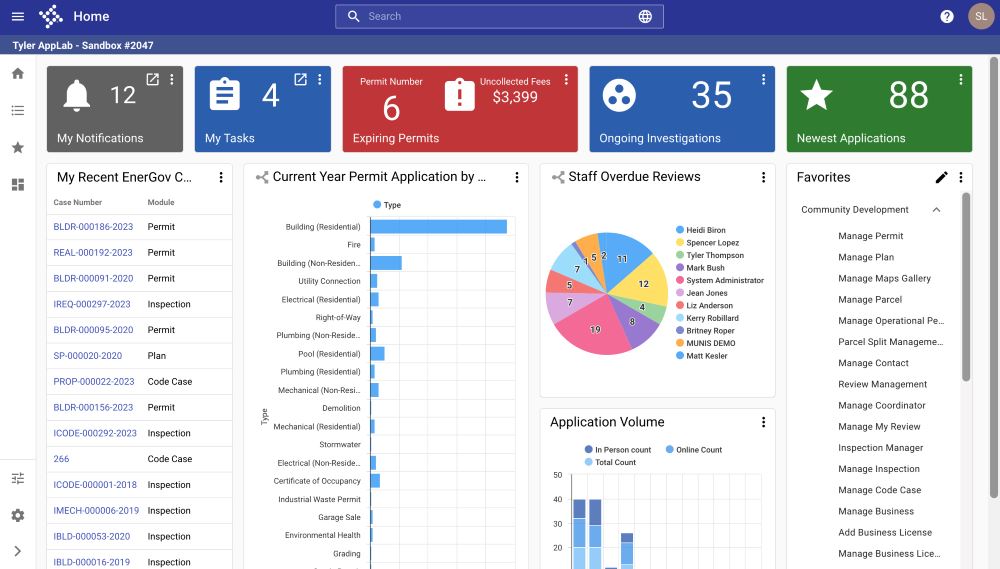 Home
Search
SL
Tyler AppLab - Sandbox #2047
12
My Notifications
4
My Tasks
Permit Number
6
Uncollected Fees
$3,399
Expiring Permits
35
Ongoing Investigations
88
Newest Applications
My Recent EnerGov C...
Case Number Module
BLDR-000186-2023 Permit
REAL-000192-2023 Permit
BLDR-000091-2020 Permit
IREQ-000297-2023 Inspection
BLDR-000095-2020 Permit
SP-000020-2020 Plan
PROP-000022-2023 Code Case
BLDR-000156-2023 Permit
ICODE-000292-2023 Inspection
266 Code Case
ICODE-000001-2018 Inspection
IMECH-000006-2019 Inspection
IBLD-000053-2020 Inspection
IBLD-000016-2019 Inspection
Current Year Permit Application by ...
Type
Type
Building (Residential)
Fire
Building (Non-Residen...
Utility Connection
Electrical (Residential)
Right-of-Way
Plumbing (Non-Reside...
Pool (Residential)
Plumbing (Residential)
Mechanical (Non-Resi...
Demolition
Mechanical (Residential)
Stormwater
Electrical (Non-Reside...
Certificate of Occupancy
Industrial Waste Permit
Garage Sale
Environmental Health
Grading
Staff Overdue Reviews
11
12
4
8
19
7
5
7
1
5
2
Heidi Biron
Spencer Lopez
Tyler Thompson
Mark Bush
System Administrator
Jean Jones
Liz Anderson
Kerry Robillard
Britney Roper
MUNIS DEMO
Matt Kesler
Application Volume
In Person count Online Count
Total Count
50
40
30
20
Favorites
Community Development
Manage Permit
Manage Plan
Manage Maps Gallery
Manage Parcel
Manage Operational Pe...
Parcel Split Manageme...
Manage Contact
Review Management
Manage Coordinator
Manage My Review
Inspection Manager
Manage Inspection
Manage Code Case
Manage Business
Add Business License
Manage Business Lice...